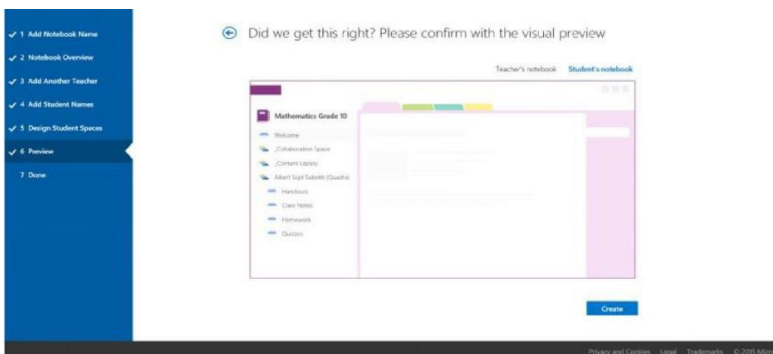 ✓ 1 Add Notebook Name
✓ 2 Notebook Overview
✓ 3 Add Another Teacher
✓ 4 Add Student Names
✓ 5 Design Student Spaces
✓ 6 Preview
7 Done
Did we get this right? Please confirm with the visual preview
Teacher's notebook Student's notebook
Mathematics Grade 10
Welcome
_Collaboration Space
_Content Library
Albert Sigit
Handouts
Class Notes
Homework
Quizzes
Create
Privacy and Cookies Legal Trademarks © 2015